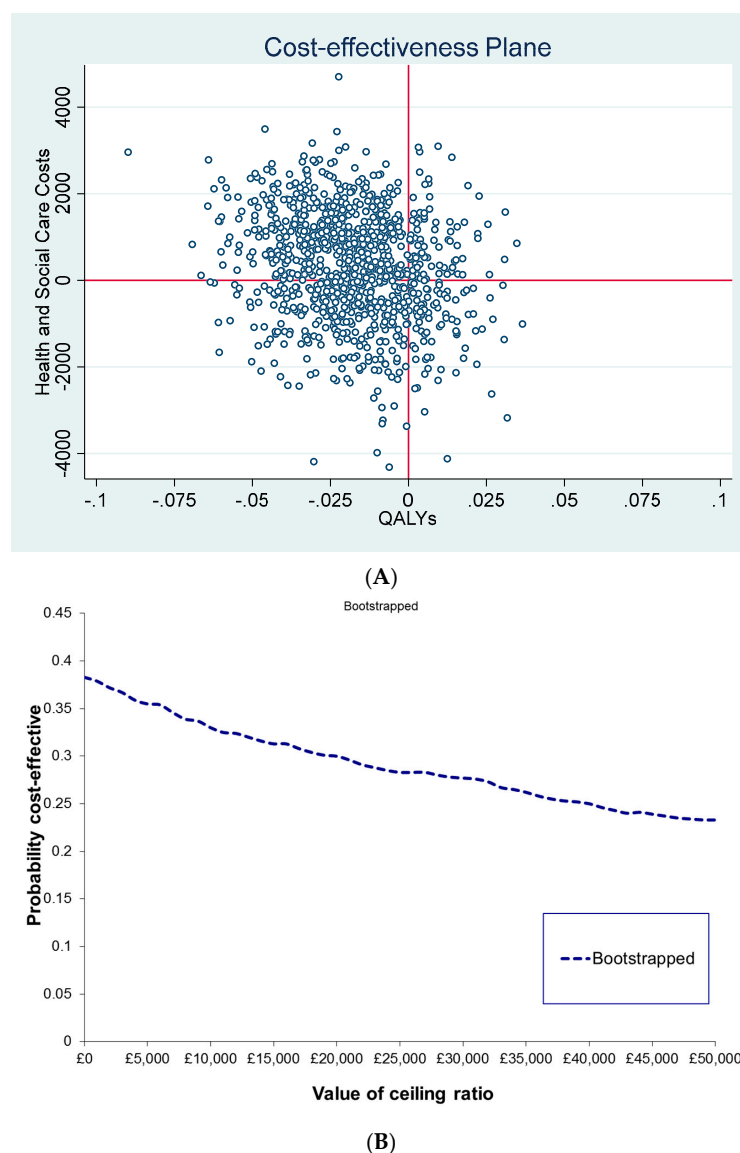 Cost-effectiveness Plane
Health and Social Care Costs
4000
2000
0
-2000
-4000
-.1 -.075 -.05 -.025 0 .025 .05 .075 .1
QALYs
(A)
Bootstrapped
Probability cost-effective
0.45
0.4
0.35
0.3
0.25
0.2
0.15
0.1
0.05
0
Bootstrapped
£0 £5,000 £10,000 £15,000 £20,000 £25,000 £30,000 £35,000 £40,000 £45,000 £50,000
Value of ceiling ratio
(B)